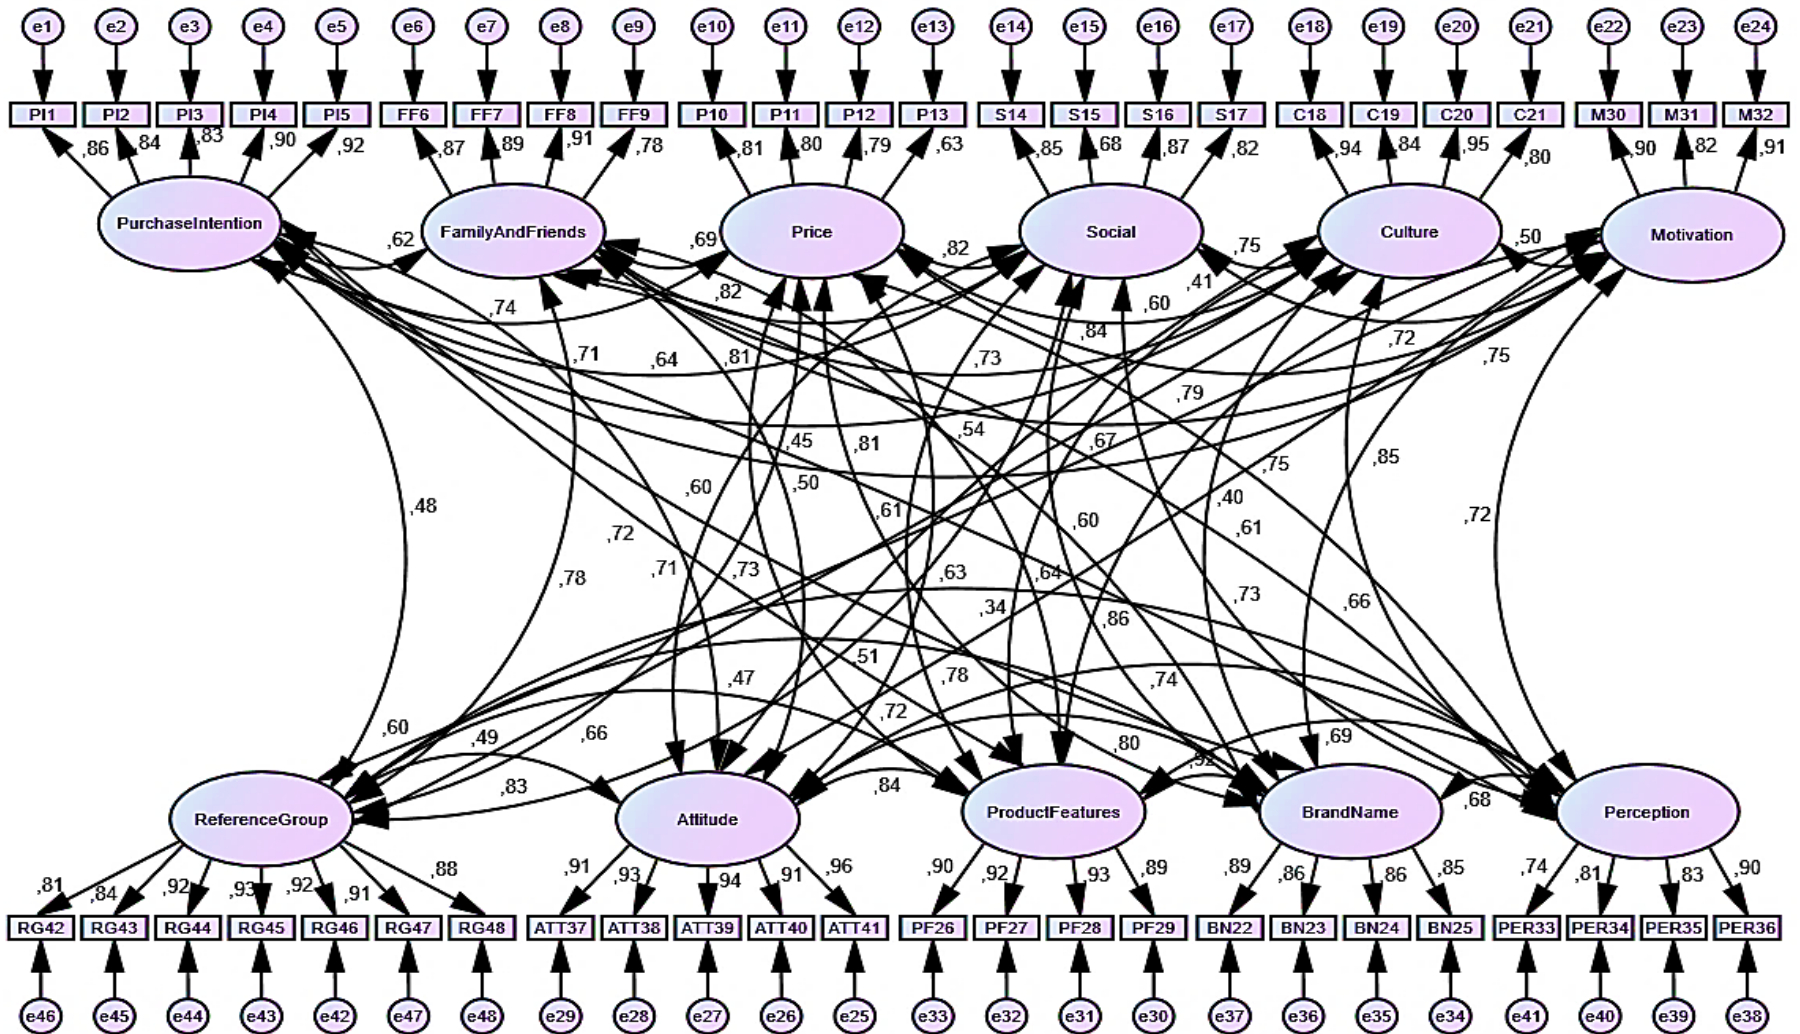 e1 e2 e3 e4 e5 e6 e7 e8 e9 e10 e11 e12 e13 e14 e15 e16 e17 e18 e19 e20 e21 e22 e23 e24
PI1 PI2 PI3 PI4 PI5 FF6 FF7 FF8 FF9 P10 P11 P12 P13 S14 S15 S16 S17 C18 C19 C20 C21 M30 M31 M32
,86 ,84 ,83 ,90 ,92 ,87 ,89 ,91 ,78 ,81 ,80 ,79 ,63 ,85 ,68 ,87 ,82 ,94 ,84 ,95 ,80 ,90 ,82 ,91
PurchaseIntention FamilyAndFriends Price Social Culture Motivation
,62 ,69 ,82 ,75 ,50
,74 ,82 ,60 ,41
,71 ,64 ,81 ,73 ,84 ,72 ,75
,79
,45 ,81 ,54 ,67 ,75 ,85
,60 ,50 ,40
,48 ,61 ,60 ,61 ,72
,72
,78 ,71 ,73 ,63 ,64
,34 ,86 ,73 ,66
,51
,47 ,78 ,74
,60 ,49 ,66 ,72 ,80 ,69
,92
,83 ,84 ,68
ReferenceGroup Attitude ProductFeatures BrandName Perception
,81 ,84 ,92 ,93 ,92 ,91 ,88 ,91 ,93 ,94 ,91 ,96 ,90 ,92 ,93 ,89 ,89 ,86 ,86 ,85 ,74 ,81 ,83 ,90
RG42 RG43 RG44 RG45 RG46 RG47 RG48 ATT37 ATT38 ATT39 ATT40 ATT41 PF26 PF27 PF28 PF29 BN22 BN23 BN24 BN25 PER33 PER34 PER35 PER36
e46 e45 e44 e43 e42 e47 e48 e29 e28 e27 e26 e25 e33 e32 e31 e30 e37 e36 e35 e34 e41 e40 e39 e38